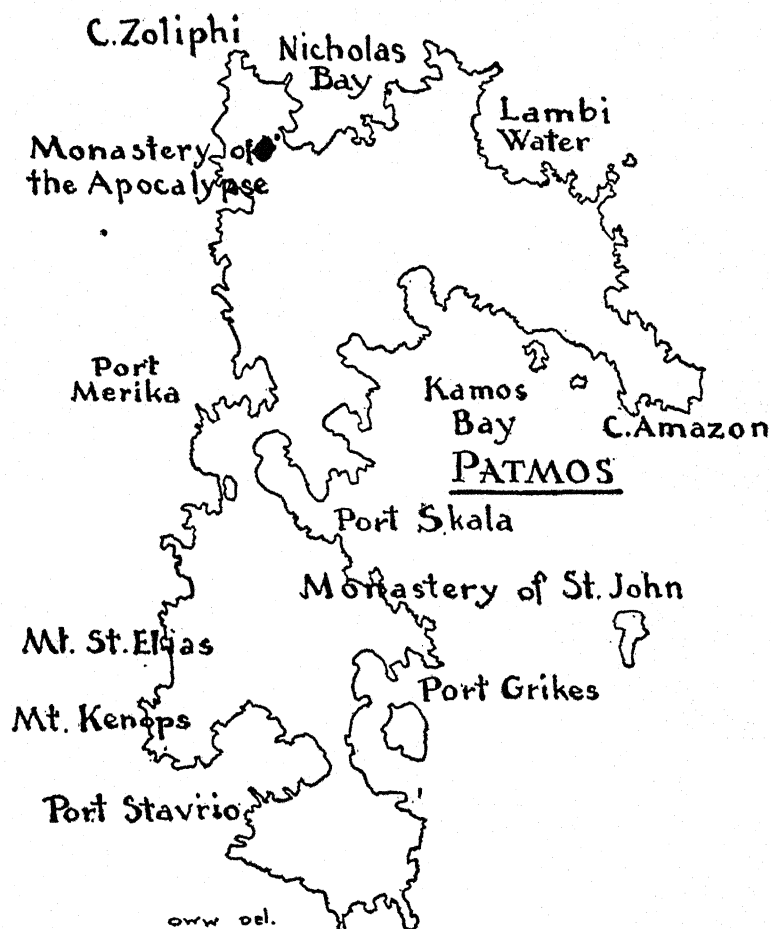 C. Zoliphi
Nicholas
Bay
Lambi
Water
Monastery of
the Apocalypse
Port
Merika
Kamos
Bay
C. Amazon
PATMOS
Port Skala
Monastery of St. John
Mt. St. Elias
Port Grikes
Mt. Kenops
Port Stavrio
oww del.